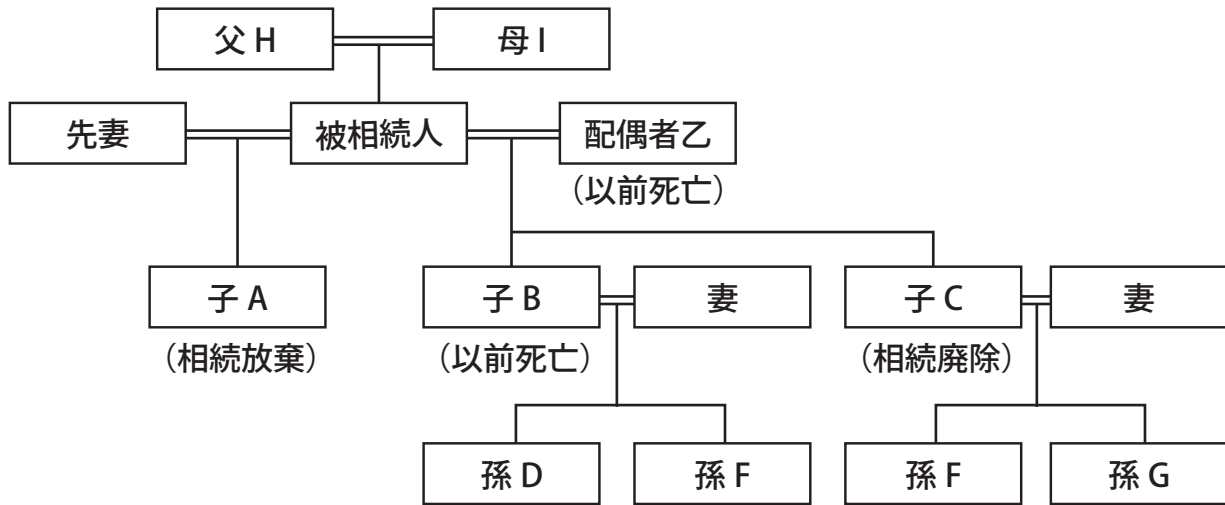 父 H
母 I
先妻
被相続人
配偶者乙
（以前死亡）
子 A
子 B
妻
子 C
妻
（相続放棄）
（以前死亡）
（相続廃除）
孫 D
孫 F
孫 F
孫 G